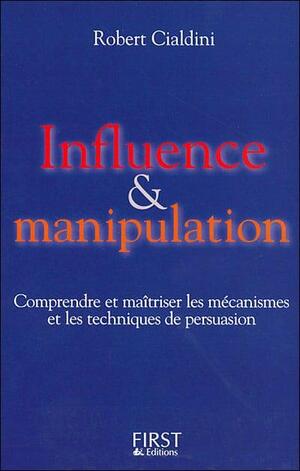 Robert Cialdini
Influence
&
manipulation
Comprendre et maîtriser les mécanismes
et les techniques de persuasion
FIRST
& Editions